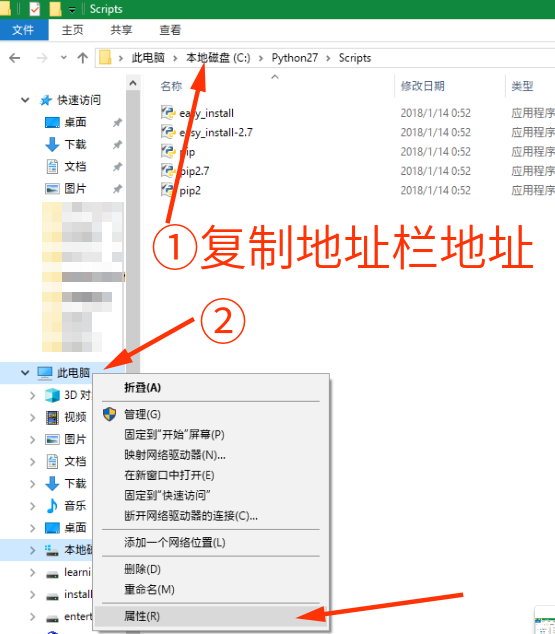 Scripts
文件 主页 共享 查看
此电脑 本地磁盘 (C:) Python27 Scripts
名称 修改日期 类型
快速访问
桌面
下载
文档
图片
easy_install 2018/1/14 0:52 应用程序
easy_install-2.7 2018/1/14 0:52 应用程序
pip 2018/1/14 0:52 应用程序
pip2.7 2018/1/14 0:52 应用程序
pip2 2018/1/14 0:52 应用程序
①复制地址栏地址
②
此电脑
3D 对
视频
图片
文档
下载
音乐
桌面
本地磁
learni
install
entert
折叠(A)
管理(G)
固定到"开始"屏幕(P)
映射网络驱动器(N)...
在新窗口中打开(E)
固定到"快速访问"
断开网络驱动器的连接(C)...
添加一个网络位置(L)
删除(D)
重命名(M)
属性(R)